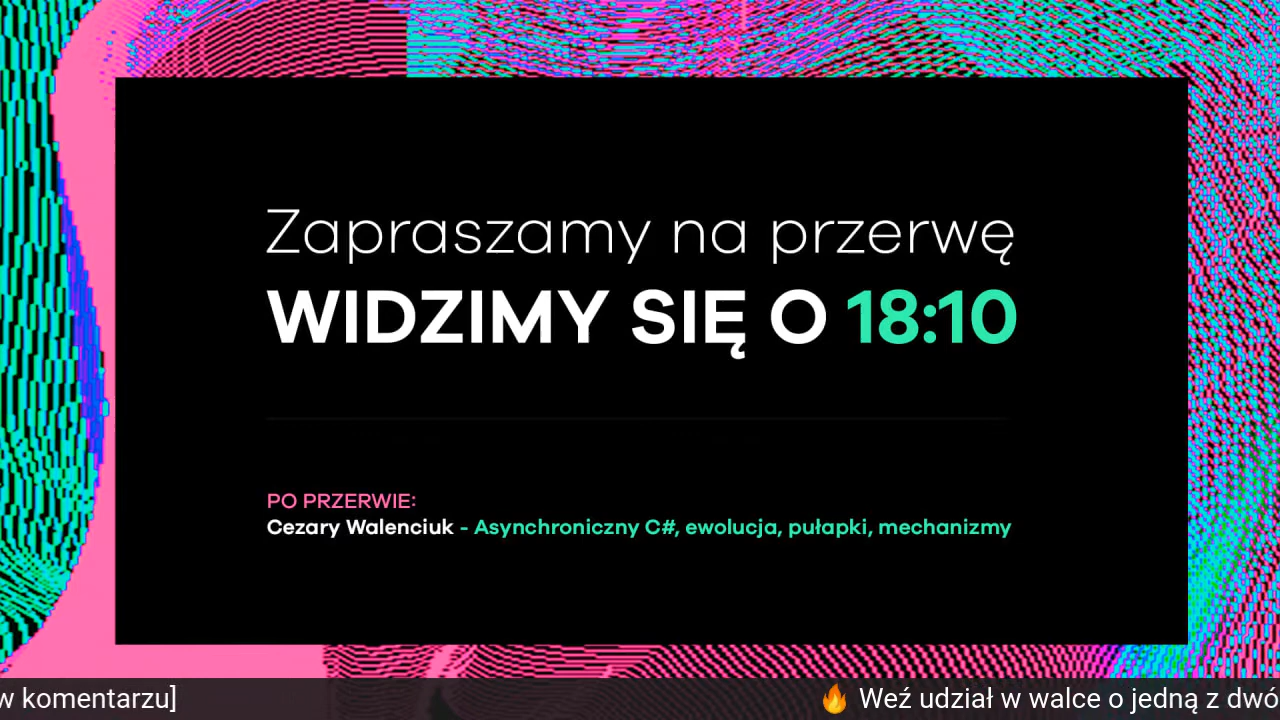 Zapraszamy na przerwę
WIDZIMY SIĘ O 18:10
PO PRZERWIE:
Cezary Walenciuk - Asynchroniczny C#, ewolucja, pułapki, mechanizmy
w komentarzu] 🔥 Weź udział w walce o jedną z dwó